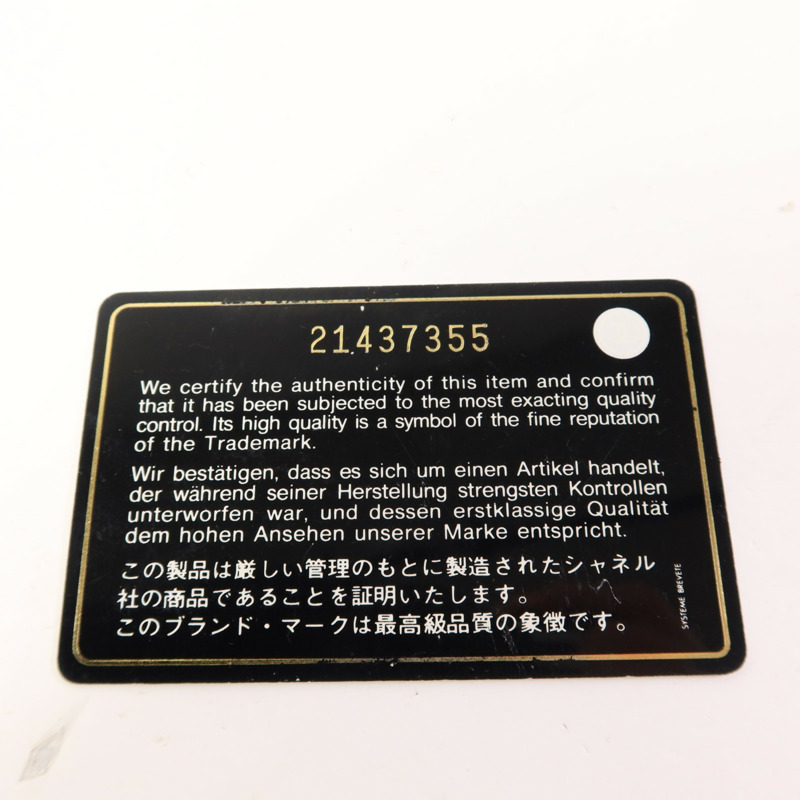 21437355
We certify the authenticity of this item and confirm
that it has been subjected to the most exacting quality
control. Its high quality is a symbol of the fine reputation
of the Trademark.
Wir bestätigen, dass es sich um einen Artikel handelt,
der während seiner Herstellung strengsten Kontrollen
unterworfen war, und dessen erstklassige Qualität
dem hohen Ansehen unserer Marke entspricht.
この製品は厳しい管理のもとに製造されたシャネル
社の商品であることを証明いたします。
このブランド・マークは最高級品質の象徴です。
SYSTEME BREVETE